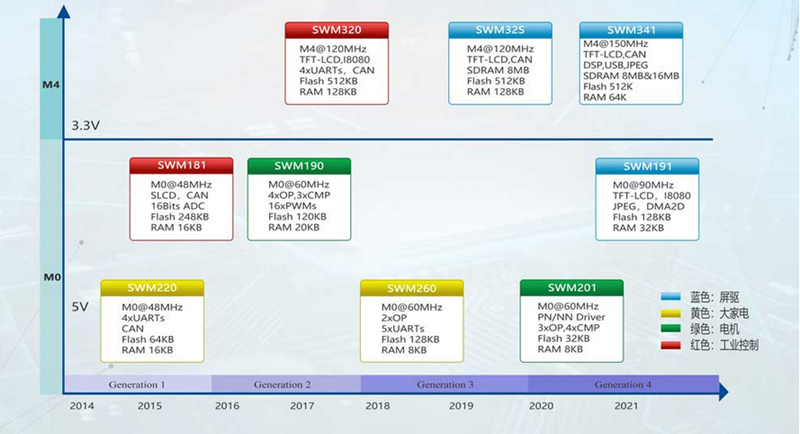 SWM320
M4@120MHz
TFT-LCD,I8080
4xUARTs, CAN
Flash 512KB
RAM 128KB
SWM32S
M4@120MHz
TFT-LCD,CAN
SDRAM 8MB
Flash 512KB
RAM 128KB
SWM341
M4@150MHz
TFT-LCD,CAN
DSP,USB,JPEG
SDRAM 8MB&16MB
Flash 512K
RAM 64K
M4
3.3V
SWM181
M0@48MHz
SLCD, CAN
16Bits ADC
Flash 248KB
RAM 16KB
SWM190
M0@60MHz
4xOP,3xCMP
16xPWMs
Flash 120KB
RAM 20KB
SWM191
M0@90MHz
TFT-LCD, I8080
JPEG, DMA2D
Flash 128KB
RAM 32KB
M0
5V
SWM220
M0@48MHz
4xUARTs
CAN
Flash 64KB
RAM 16KB
SWM260
M0@60MHz
2xOP
5xUARTs
Flash 128KB
RAM 8KB
SWM201
M0@60MHz
PN/NN Driver
3xOP,4xCMP
Flash 32KB
RAM 8KB
蓝色：屏驱
黄色：大家电
绿色：电机
红色：工业控制
Generation 1 Generation 2 Generation 3 Generation 4
2014 2015 2016 2017 2018 2019 2020 2021